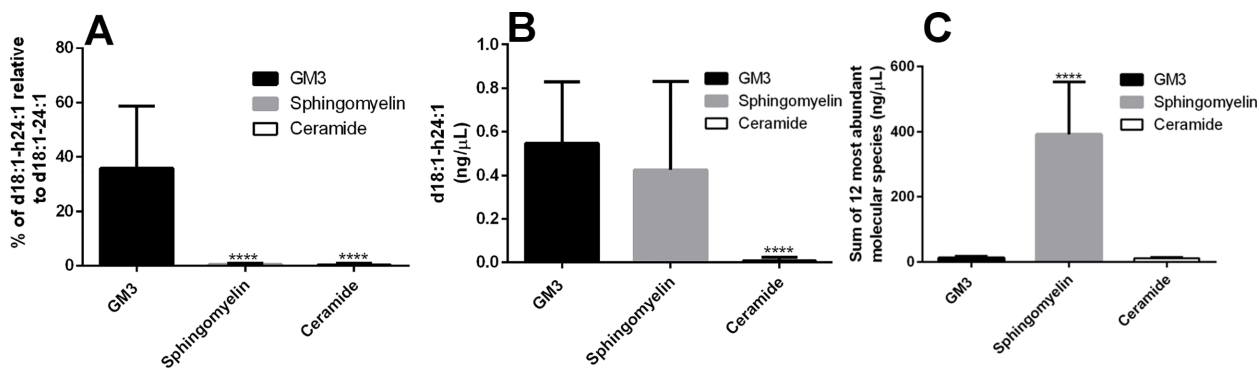 A
% of d18:1-h24:1 relative
to d18:1-24:1
80
60
40
20
0
GM3
Sphingomyelin
Ceramide
****
****
GM3
Sphingomyelin
Ceramide
B
d18:1-h24:1
(ng/μL)
1.0
0.8
0.6
0.4
0.2
0.0
GM3
Sphingomyelin
Ceramide
****
GM3
Sphingomyelin
Ceramide
C
Sum of 12 most abundant
molecular species (ng/μL)
600
400
200
0
****
GM3
Sphingomyelin
Ceramide
GM3
Sphingomyelin
Ceramide